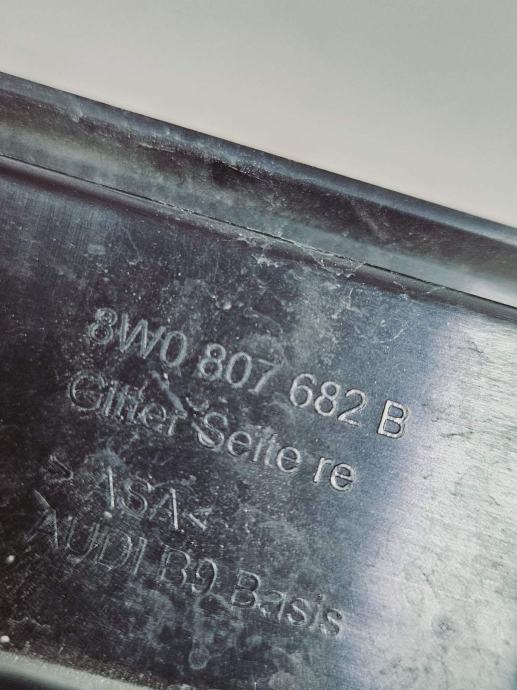 8W0 807 682 B
Gitter Seite re
>ASA<
AUDI B9 Basis